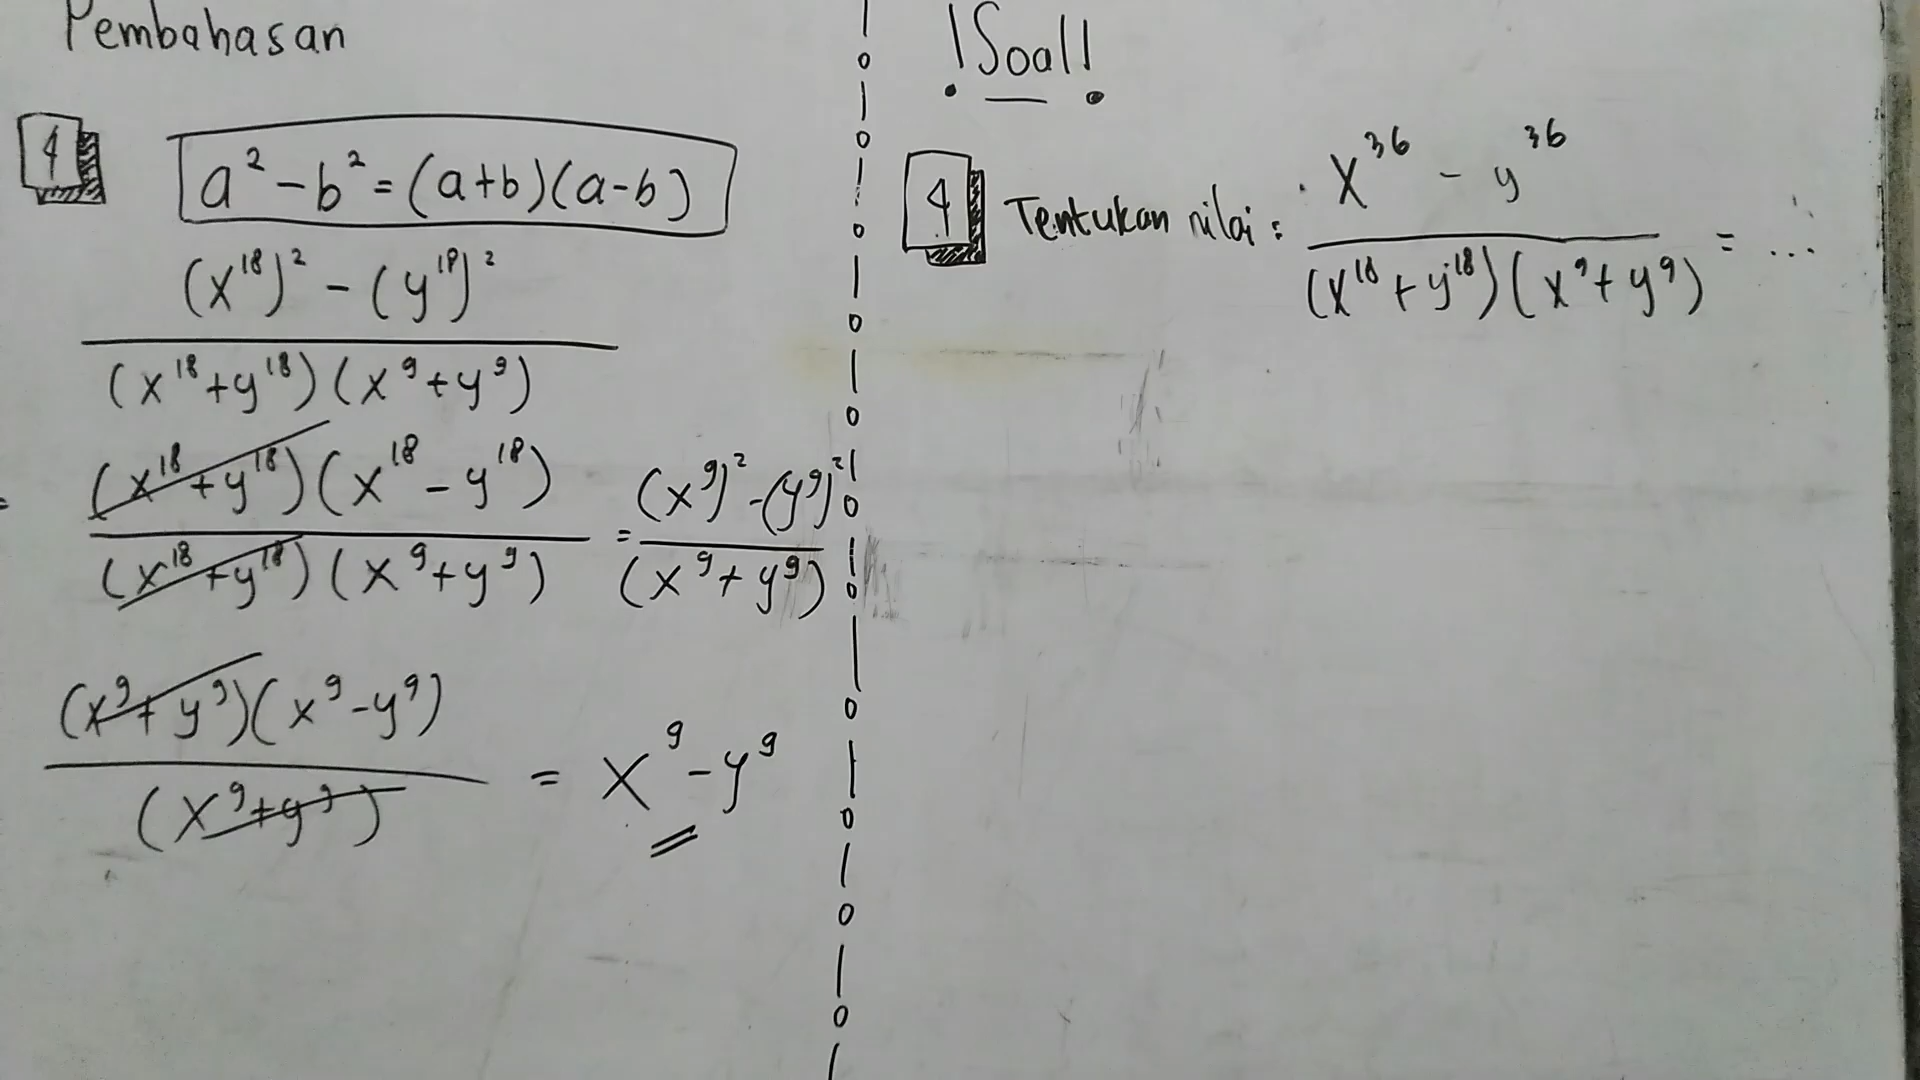 Pembahasan
4
a² - b² = (a+b)(a-b)
(x¹⁸)² - (y¹⁸)²
(x¹⁸+y¹⁸)(x⁹+y⁹)
= (x¹⁸+y¹⁸)(x¹⁸-y¹⁸) = (x⁹)²-(y⁹)²
(x¹⁸+y¹⁸)(x⁹+y⁹) (x⁹+y⁹)
(x⁹+y⁹)(x⁹-y⁹)
(x⁹+y⁹) = x⁹-y⁹
!Soal!
4 Tentukan nilai = x³⁶ - y³⁶
(x¹⁸+y¹⁸)(x⁹+y⁹) = ...